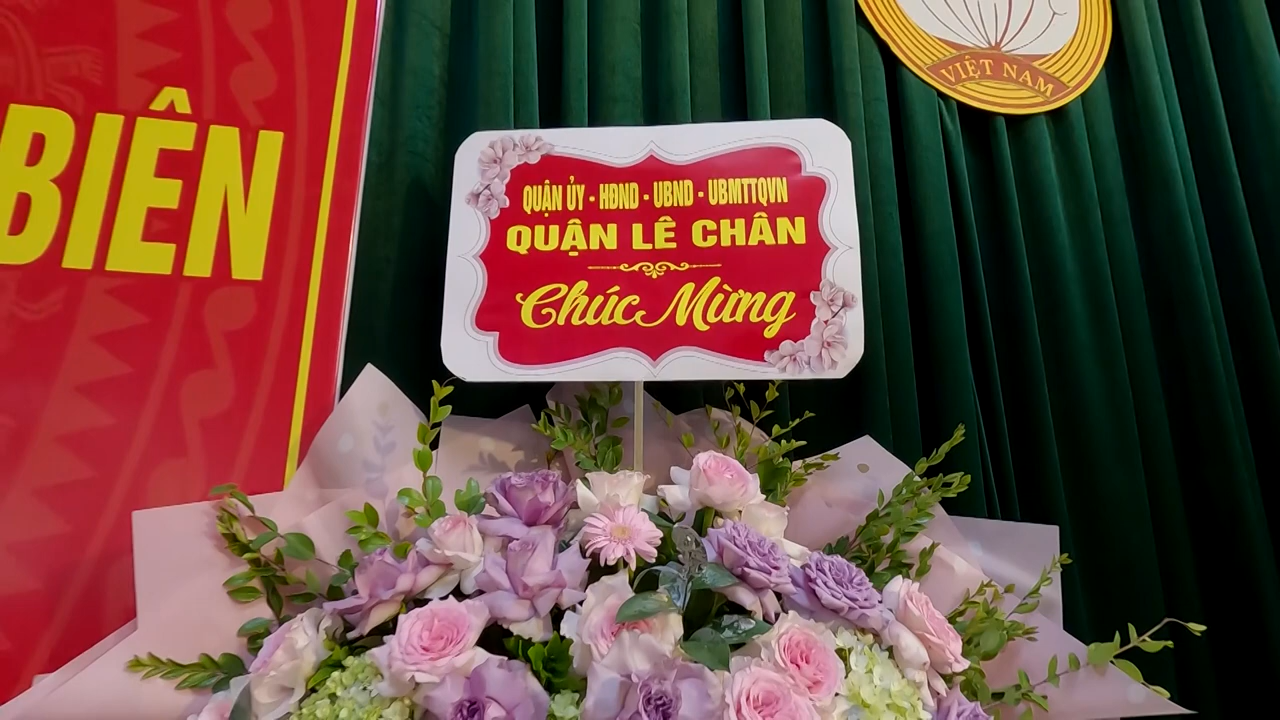 BIÊN
VIỆT NAM
QUẬN ỦY - HĐND - UBND - UBMTTQVN
QUẬN LÊ CHÂN
Chúc Mừng